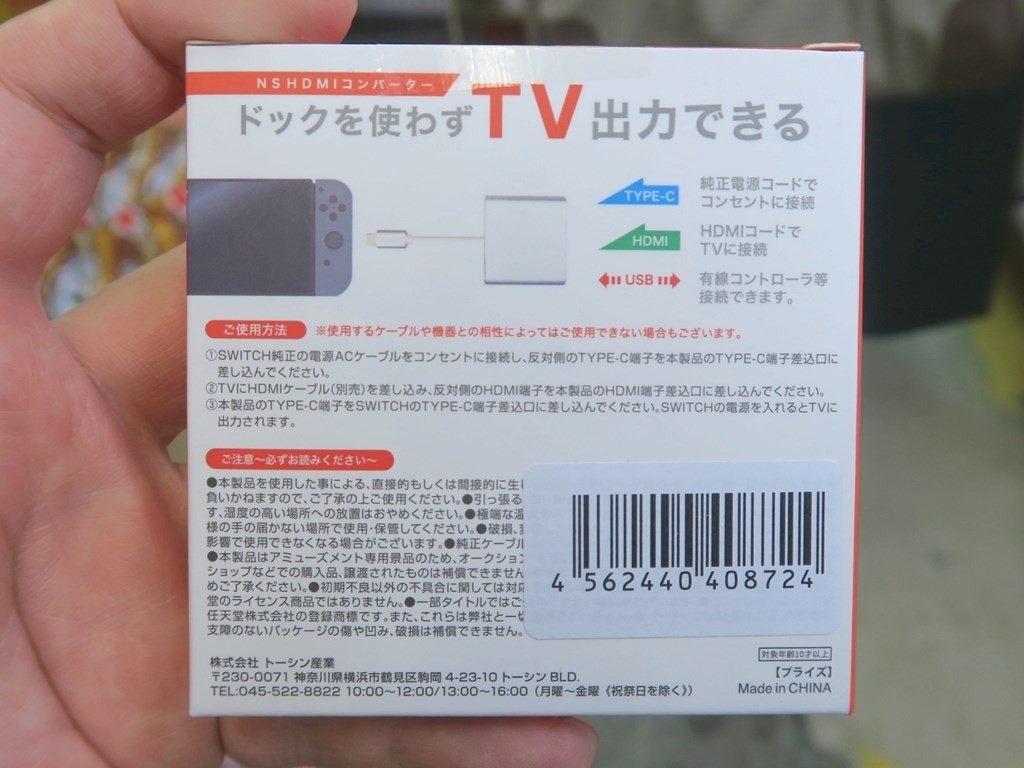 NSHDMIコンバーター
ドックを使わずTV出力できる
TYPE-C
純正電源コードで
コンセントに接続
HDMI
HDMIコードで
TVに接続
USB
有線コントローラ等
接続できます。
ご使用方法
※使用するケーブルや機器との相性によってはご使用できない場合もございます。
①SWITCH純正の電源ACケーブルをコンセントに接続し、反対側のTYPE-C端子を本製品のTYPE-C端子差込口に
差し込んでください。
②TVにHDMIケーブル(別売)を差し込み、反対側のHDMI端子を本製品のHDMI端子差込口に差し込んでください。
③本製品のTYPE-C端子をSWITCHのTYPE-C端子差込口に差し込んでください。SWITCHの電源を入れるとTVに
出力されます。
ご注意〜必ずお読みください〜
●本製品を使用した事による、直接的もしくは間接的に生
負いかねますので、ご了承の上ご使用ください。●引っ張る
す、湿度の高い場所への放置はおやめください。●極端な温
様の手の届かない場所で使用・保管してください。●破損、
影響で使用できなくなる場合がございます。●純正ケーブル
●本製品はアミューズメント専用景品のため、オークション
ショップなどでの購入品、譲渡されたものは補償できません
めご了承ください。●初期不良以外の不具合に関しては対応
堂のライセンス商品ではありません。●一部タイトルではご
任天堂株式会社の登録商標です。また、これらは弊社と一切
支障のないパッケージの傷や凹み、破損は補償できません。
4 562440 408724
対象年齢10才以上
株式会社 トーシン産業
〒230-0071 神奈川県横浜市鶴見区駒岡 4-23-10 トーシン BLD.
TEL:045-522-8822 10:00〜12:00/13:00〜16:00 (月曜〜金曜《祝祭日を除く》)
【プライズ】
Made in CHINA